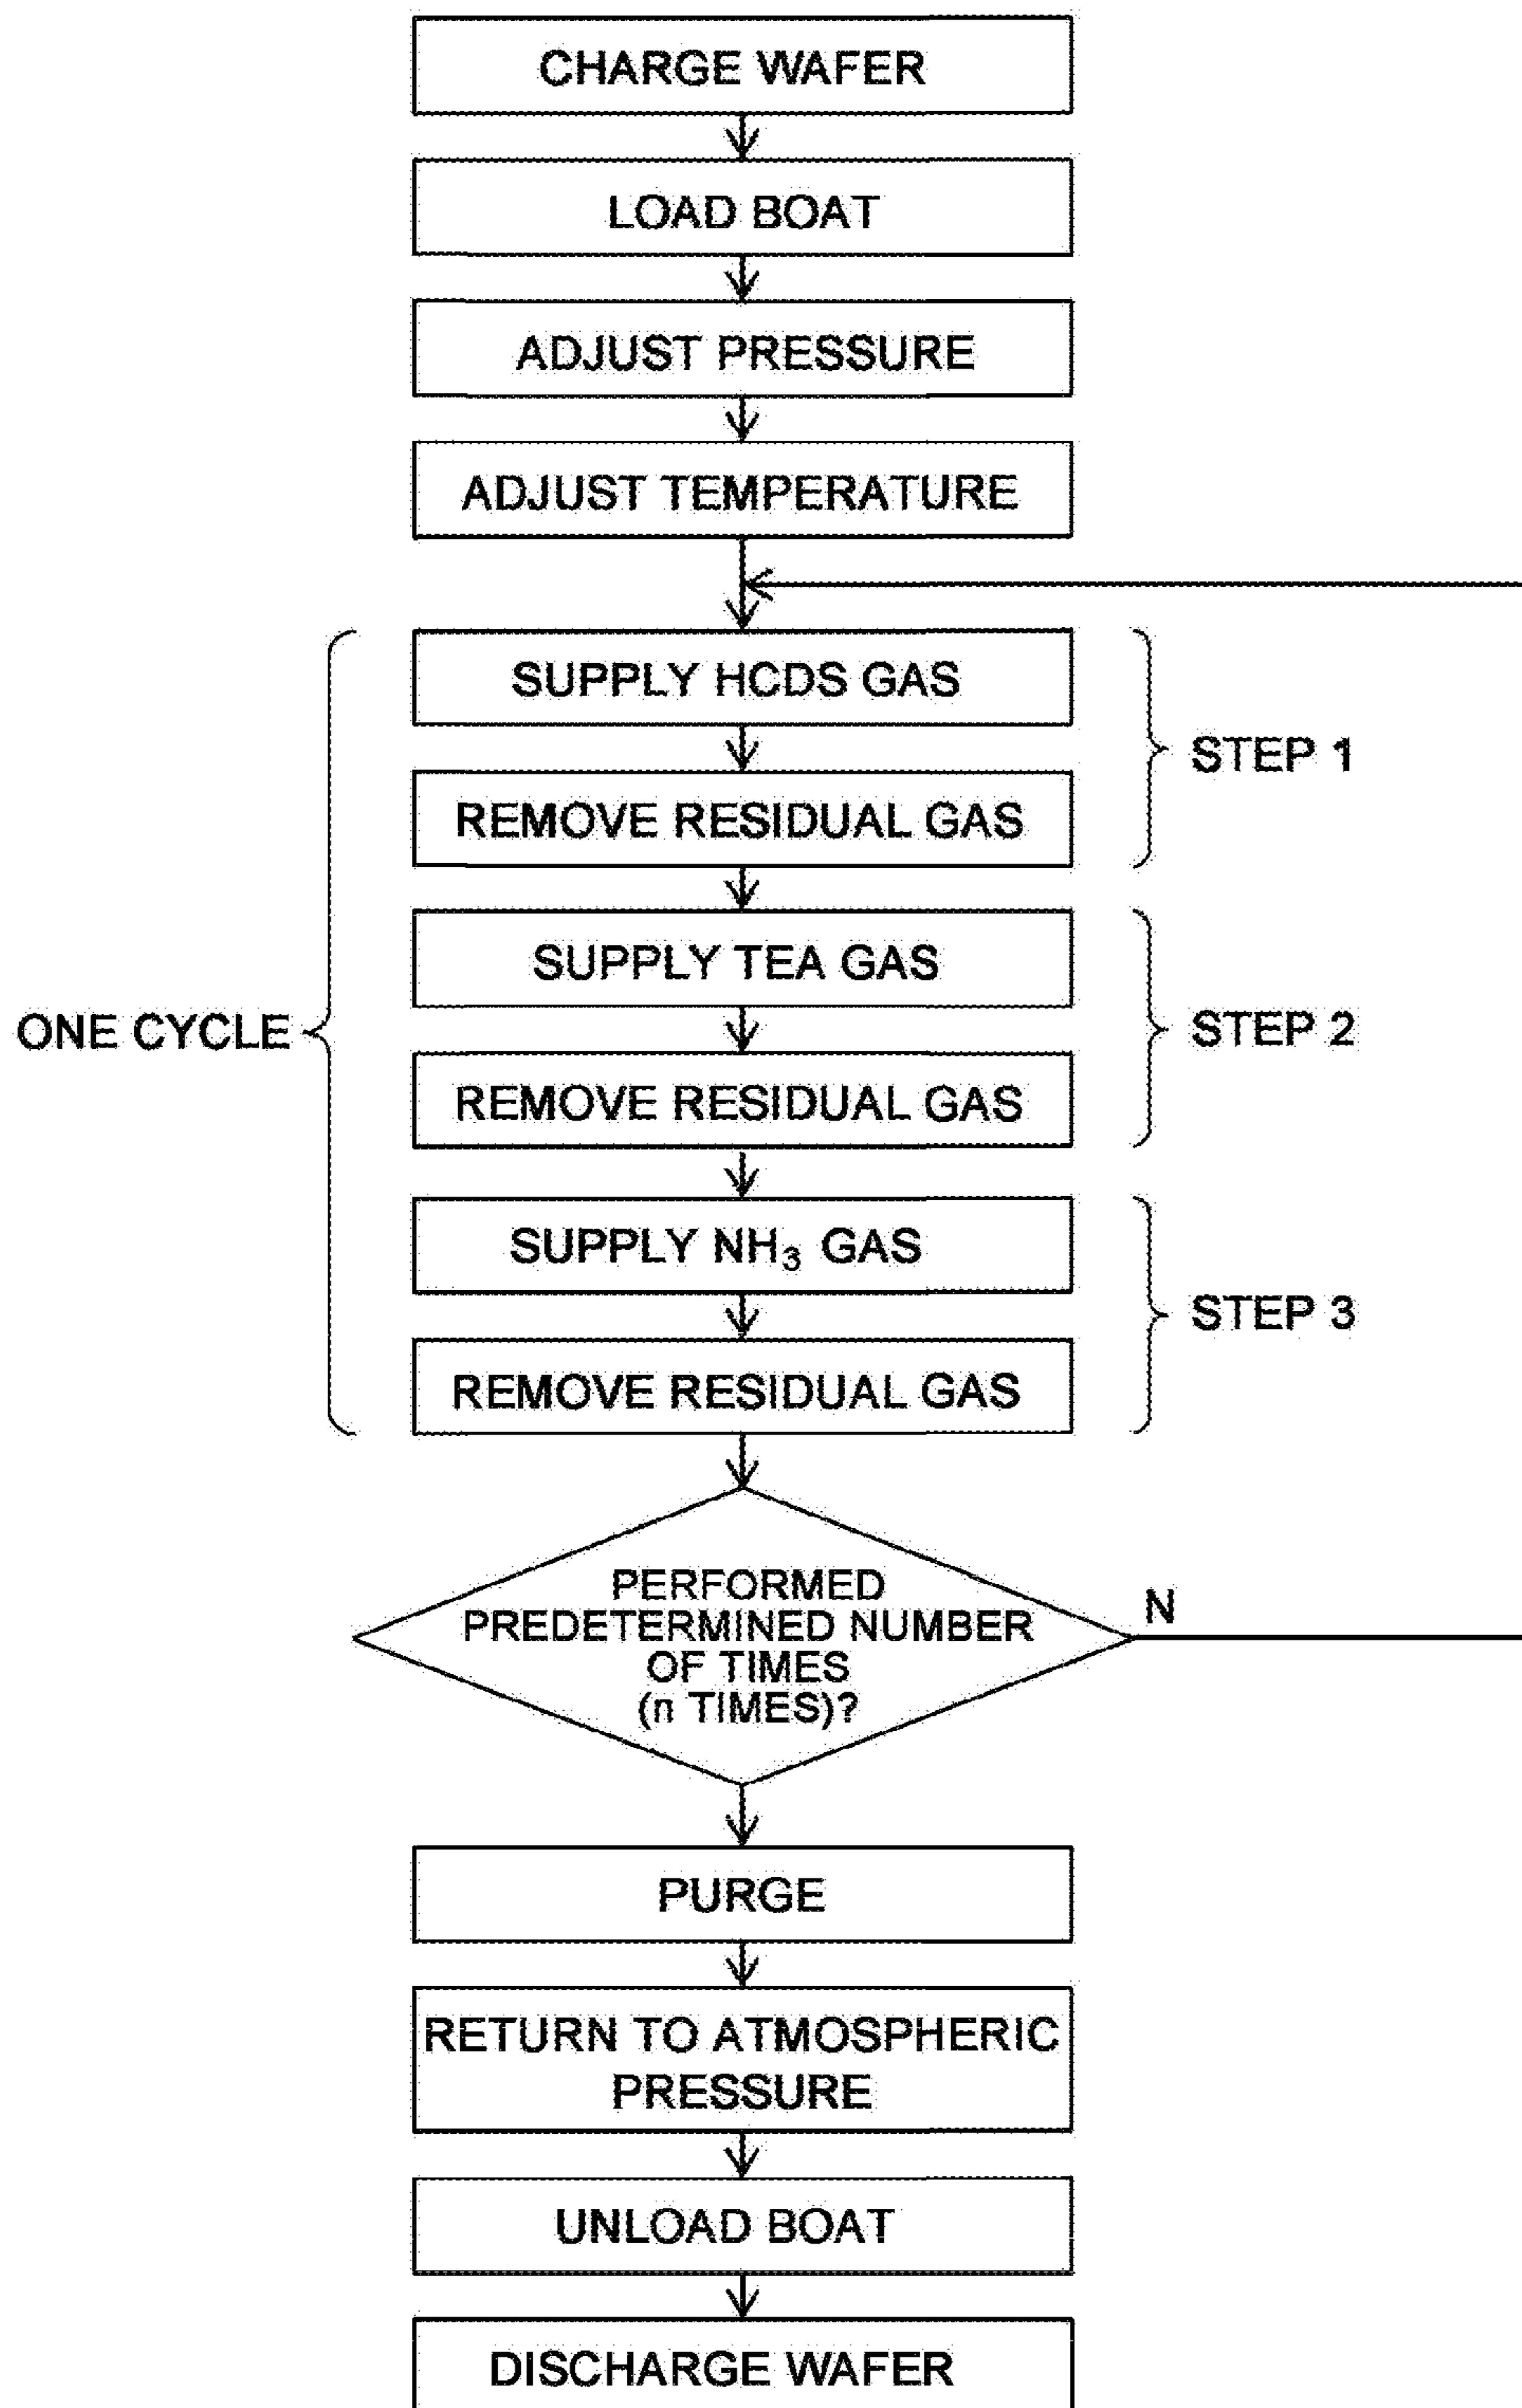 CHARGE WAFER
LOAD BOAT
ADJUST PRESSURE
ADJUST TEMPERATURE
SUPPLY HCDS GAS
REMOVE RESIDUAL GAS
STEP 1
SUPPLY TEA GAS
REMOVE RESIDUAL GAS
STEP 2
ONE CYCLE
SUPPLY NH₃ GAS
REMOVE RESIDUAL GAS
STEP 3
PERFORMED
PREDETERMINED NUMBER
OF TIMES
(n TIMES)?
N
PURGE
RETURN TO ATMOSPHERIC
PRESSURE
UNLOAD BOAT
DISCHARGE WAFER